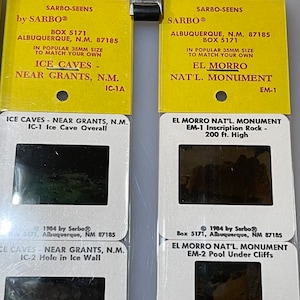 SARBO-SEENS
by SARBO®
BOX 5171
ALBUQUERQUE, N.M. 87185
IN POPULAR 35MM SIZE
TO MATCH YOUR OWN
ICE CAVES -
NEAR GRANTS, N.M.
IC-1A
ICE CAVES - NEAR GRANTS, N.M.
IC-1 Ice Cave Overall
© 1984 by Sarbo®
Box 5171, Albuquerque, NM 87185
ICE CAVES - NEAR GRANTS, N.M.
IC-2 Hole in Ice Wall
SARBO-SEENS
SARBO®
ALBUQUERQUE, N.M. 87185
BOX 5171
IN POPULAR 35MM SIZE
TO MATCH YOUR OWN
EL MORRO
NAT'L. MONUMENT
EM-1
EL MORRO NAT'L. MONUMENT
EM-1 Inscription Rock -
200 ft. High
© 1984 by Sarbo®
Box 5171, Albuquerque, NM 87185
EL MORRO NAT'L. MONUMENT
EM-2 Pool Under Cliffs